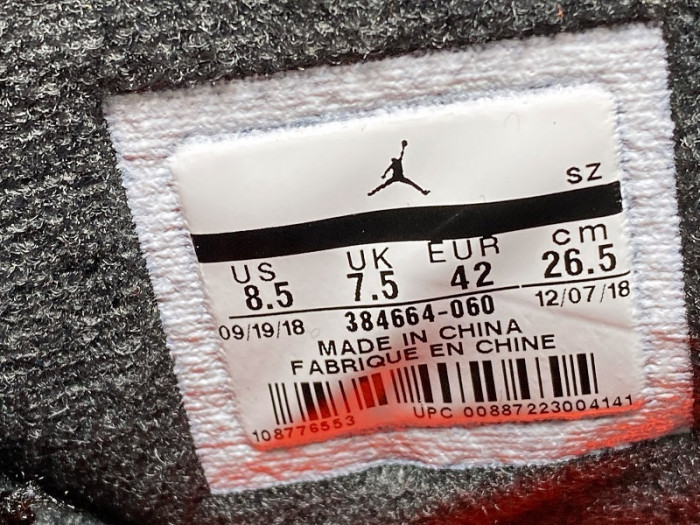 SZ
US UK EUR cm
8.5 7.5 42 26.5
09/19/18 384664-060 12/07/18
MADE IN CHINA
FABRIQUE EN CHINE
108776553 UPC 00887223004141